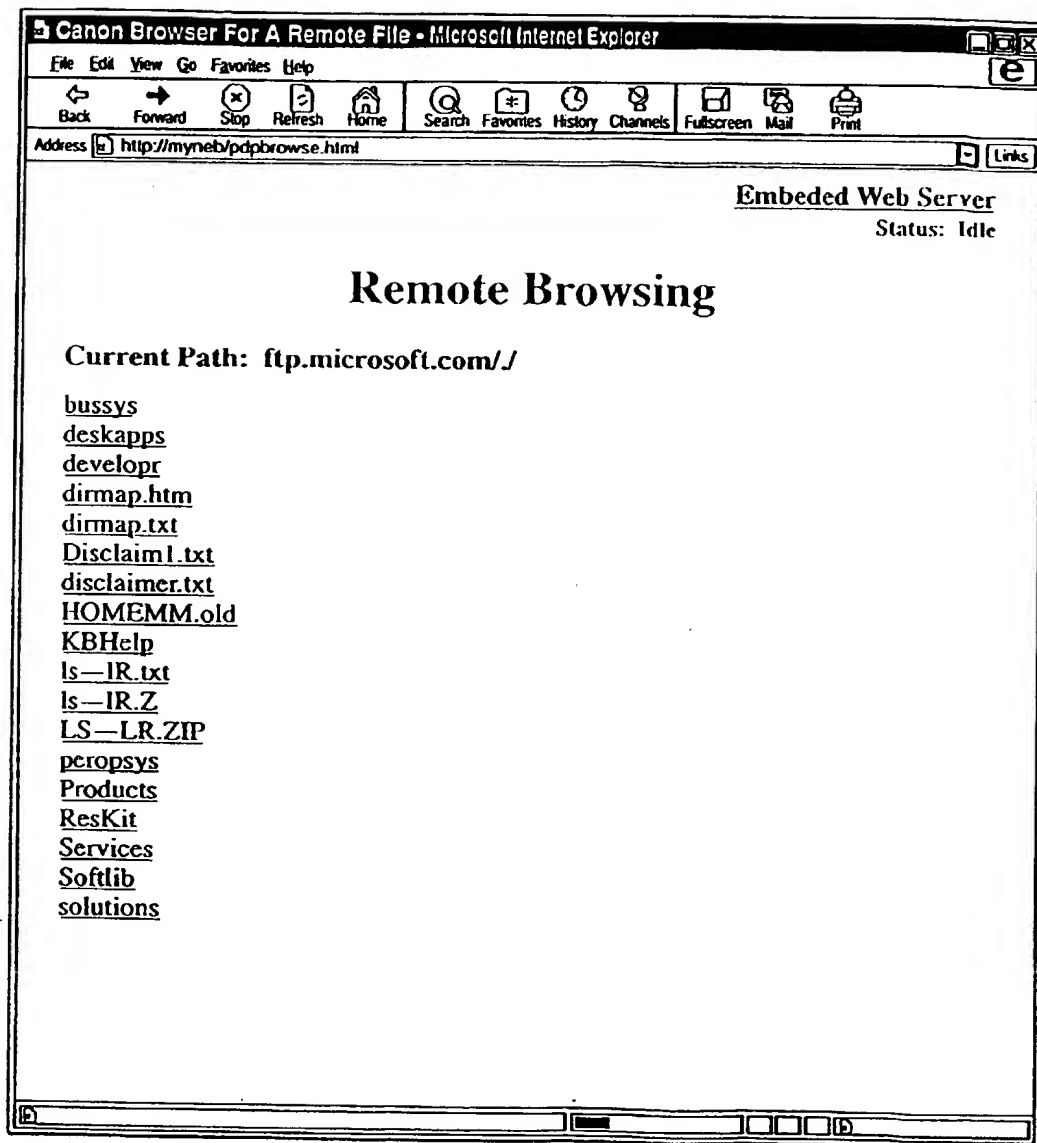 Canon Browser For A Remote File - Microsoft Internet Explorer
File Edit View Go Favorites Help
Back Forward Stop Refresh Home Search Favorites History Channels Fullscreen Mail Print
Address http://myneb/pdpbrowse.html Links
Embeded Web Server
Status: Idle
Remote Browsing
Current Path: ftp.microsoft.com/./
bussys
deskapps
developr
dirmap.htm
dirmap.txt
Disclaim1.txt
disclaimer.txt
HOMEMM.old
KBHelp
ls—lR.txt
ls—lR.Z
LS—LR.ZIP
peropsys
Products
ResKit
Services
Softlib
solutions